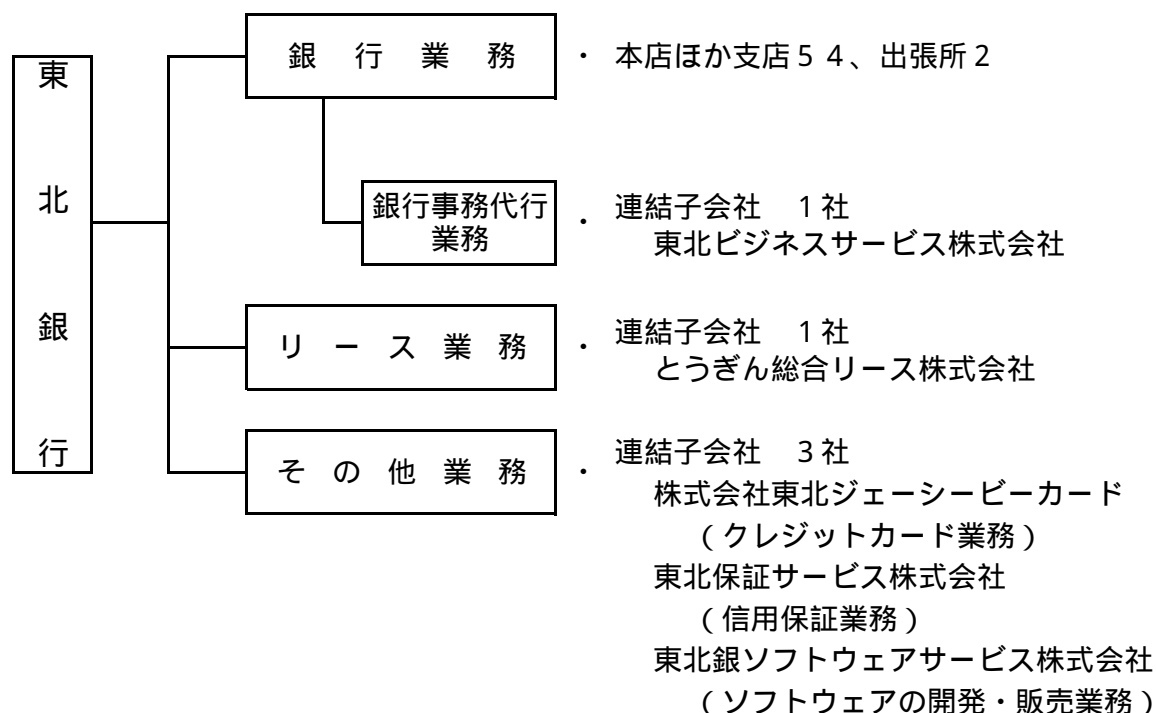 東北銀行
銀行業務 ・ 本店ほか支店５４、出張所２
銀行事務代行
業務
・ 連結子会社　１社
東北ビジネスサービス株式会社
リース業務 ・ 連結子会社　１社
とうぎん総合リース株式会社
その他業務 ・ 連結子会社　３社
株式会社東北ジェーシービーカード
（クレジットカード業務）
東北保証サービス株式会社
（信用保証業務）
東北銀ソフトウェアサービス株式会社
（ソフトウェアの開発・販売業務）